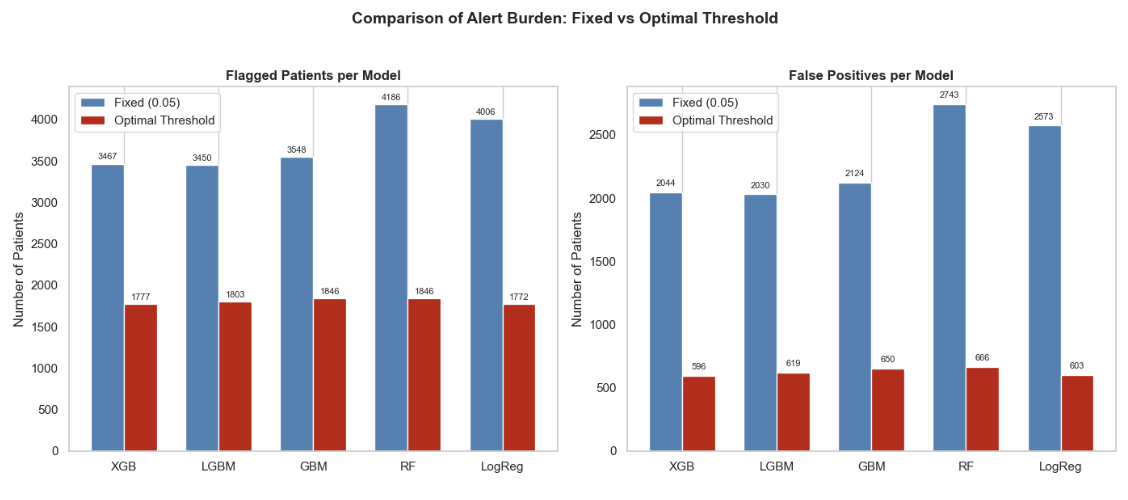 Comparison of Alert Burden: Fixed vs Optimal Threshold
Flagged Patients per Model
Fixed (0.05)
Optimal Threshold
Number of Patients
4000
3500
3000
2500
2000
1500
1000
500
0
3467
1777
3450
1803
3548
1846
4186
1846
4006
1772
XGB
LGBM
GBM
RF
LogReg
False Positives per Model
Fixed (0.05)
Optimal Threshold
Number of Patients
2500
2000
1500
1000
500
0
2044
596
2030
619
2124
650
2743
666
2573
603
XGB
LGBM
GBM
RF
LogReg